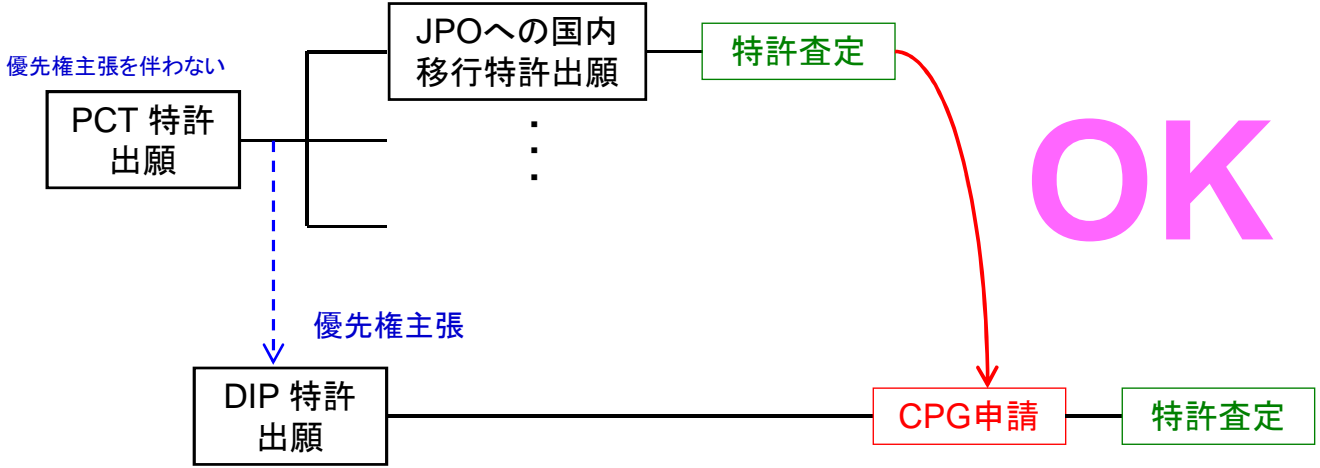 JPOへの国内
移行特許出願
特許査定
優先権主張を伴わない
PCT 特許
出願
・
・
・
OK
優先権主張
DIP 特許
出願
CPG申請
特許査定